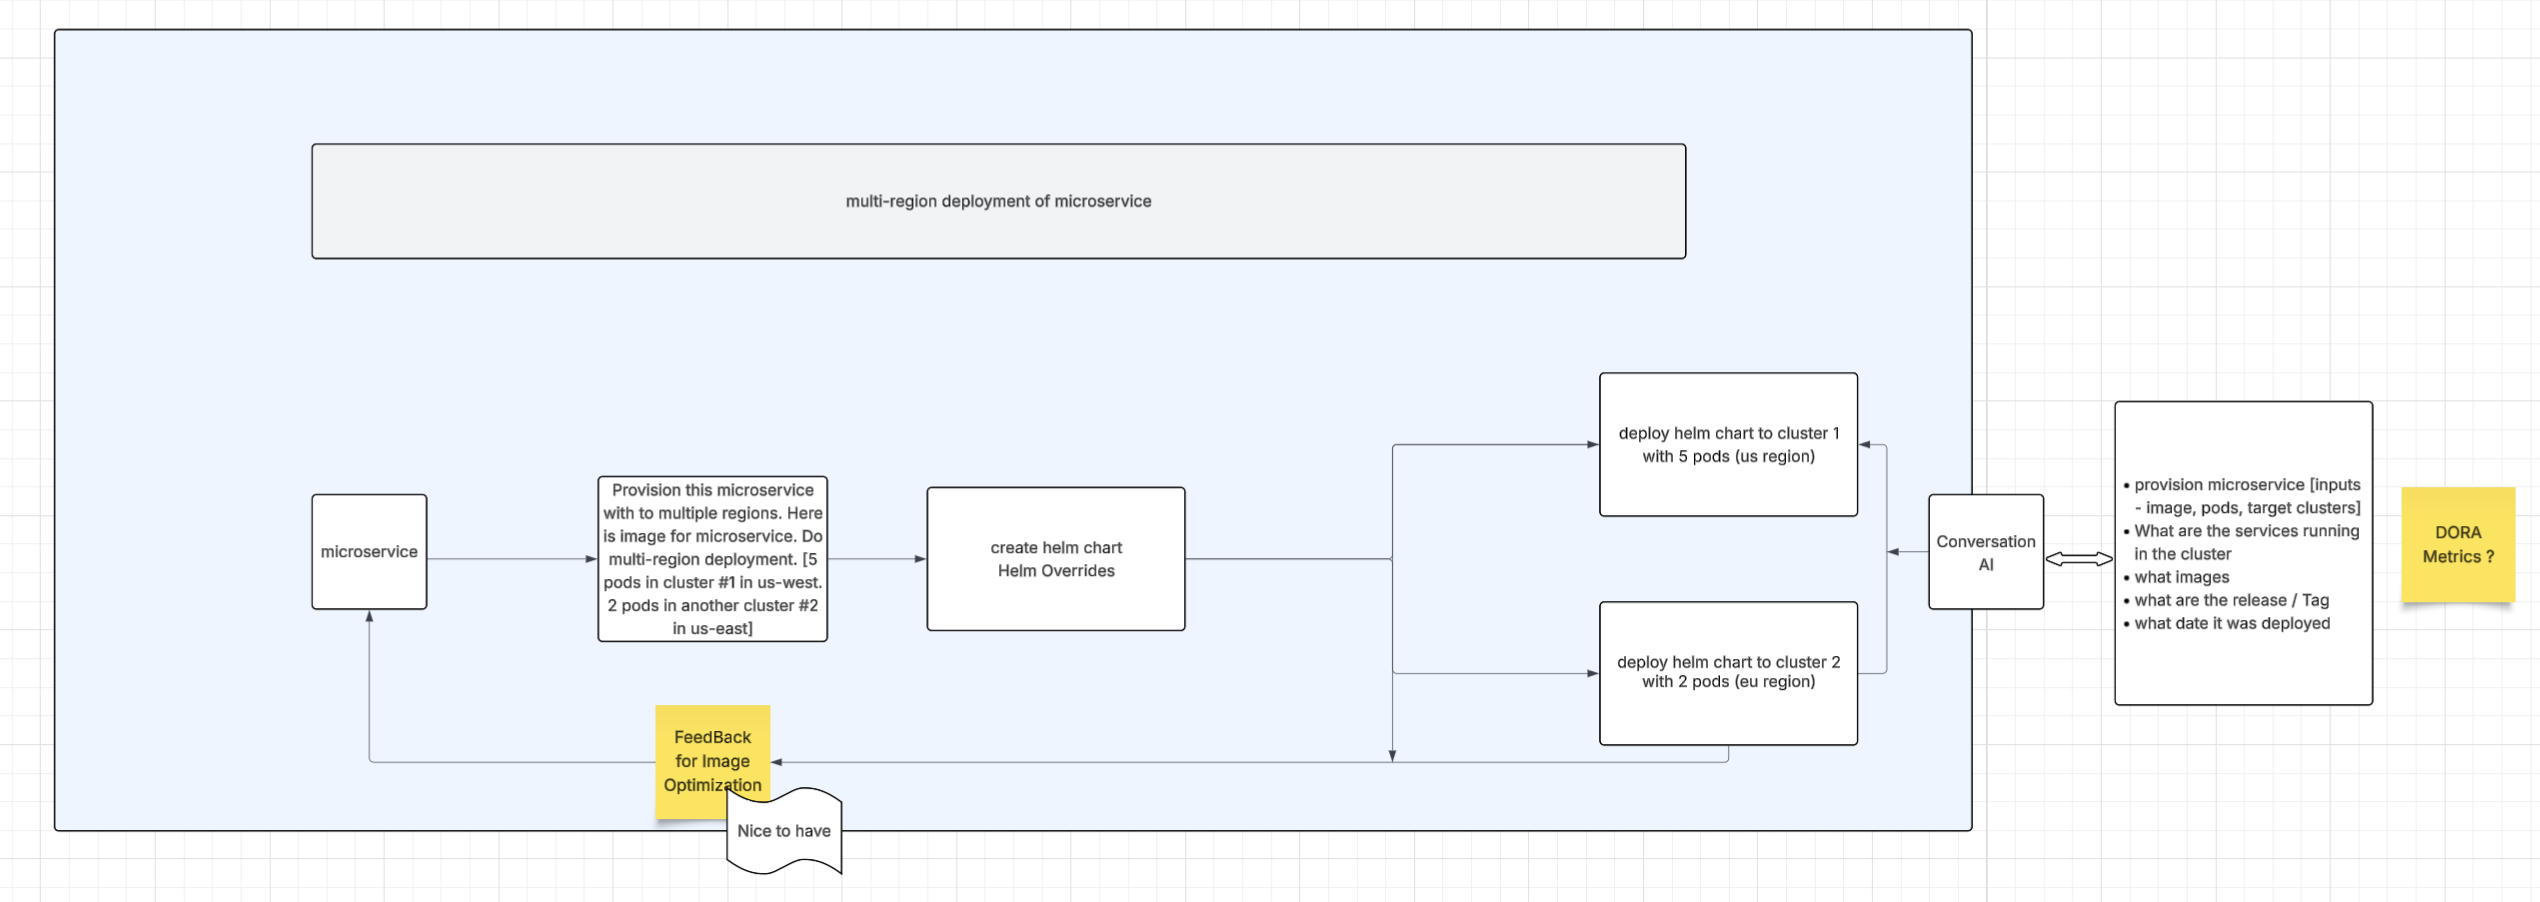 multi-region deployment of microservice
microservice
Provision this microservice
with to multiple regions. Here
is image for microservice. Do
multi-region deployment. [5
pods in cluster #1 in us-west.
2 pods in another cluster #2
in us-east]
create helm chart
Helm Overrides
deploy helm chart to cluster 1
with 5 pods (us region)
deploy helm chart to cluster 2
with 2 pods (eu region)
Conversation
AI
• provision microservice [inputs
- image, pods, target clusters]
• What are the services running
in the cluster
• what images
• what are the release / Tag
• what date it was deployed
DORA
Metrics ?
FeedBack
for Image
Optimization
Nice to have